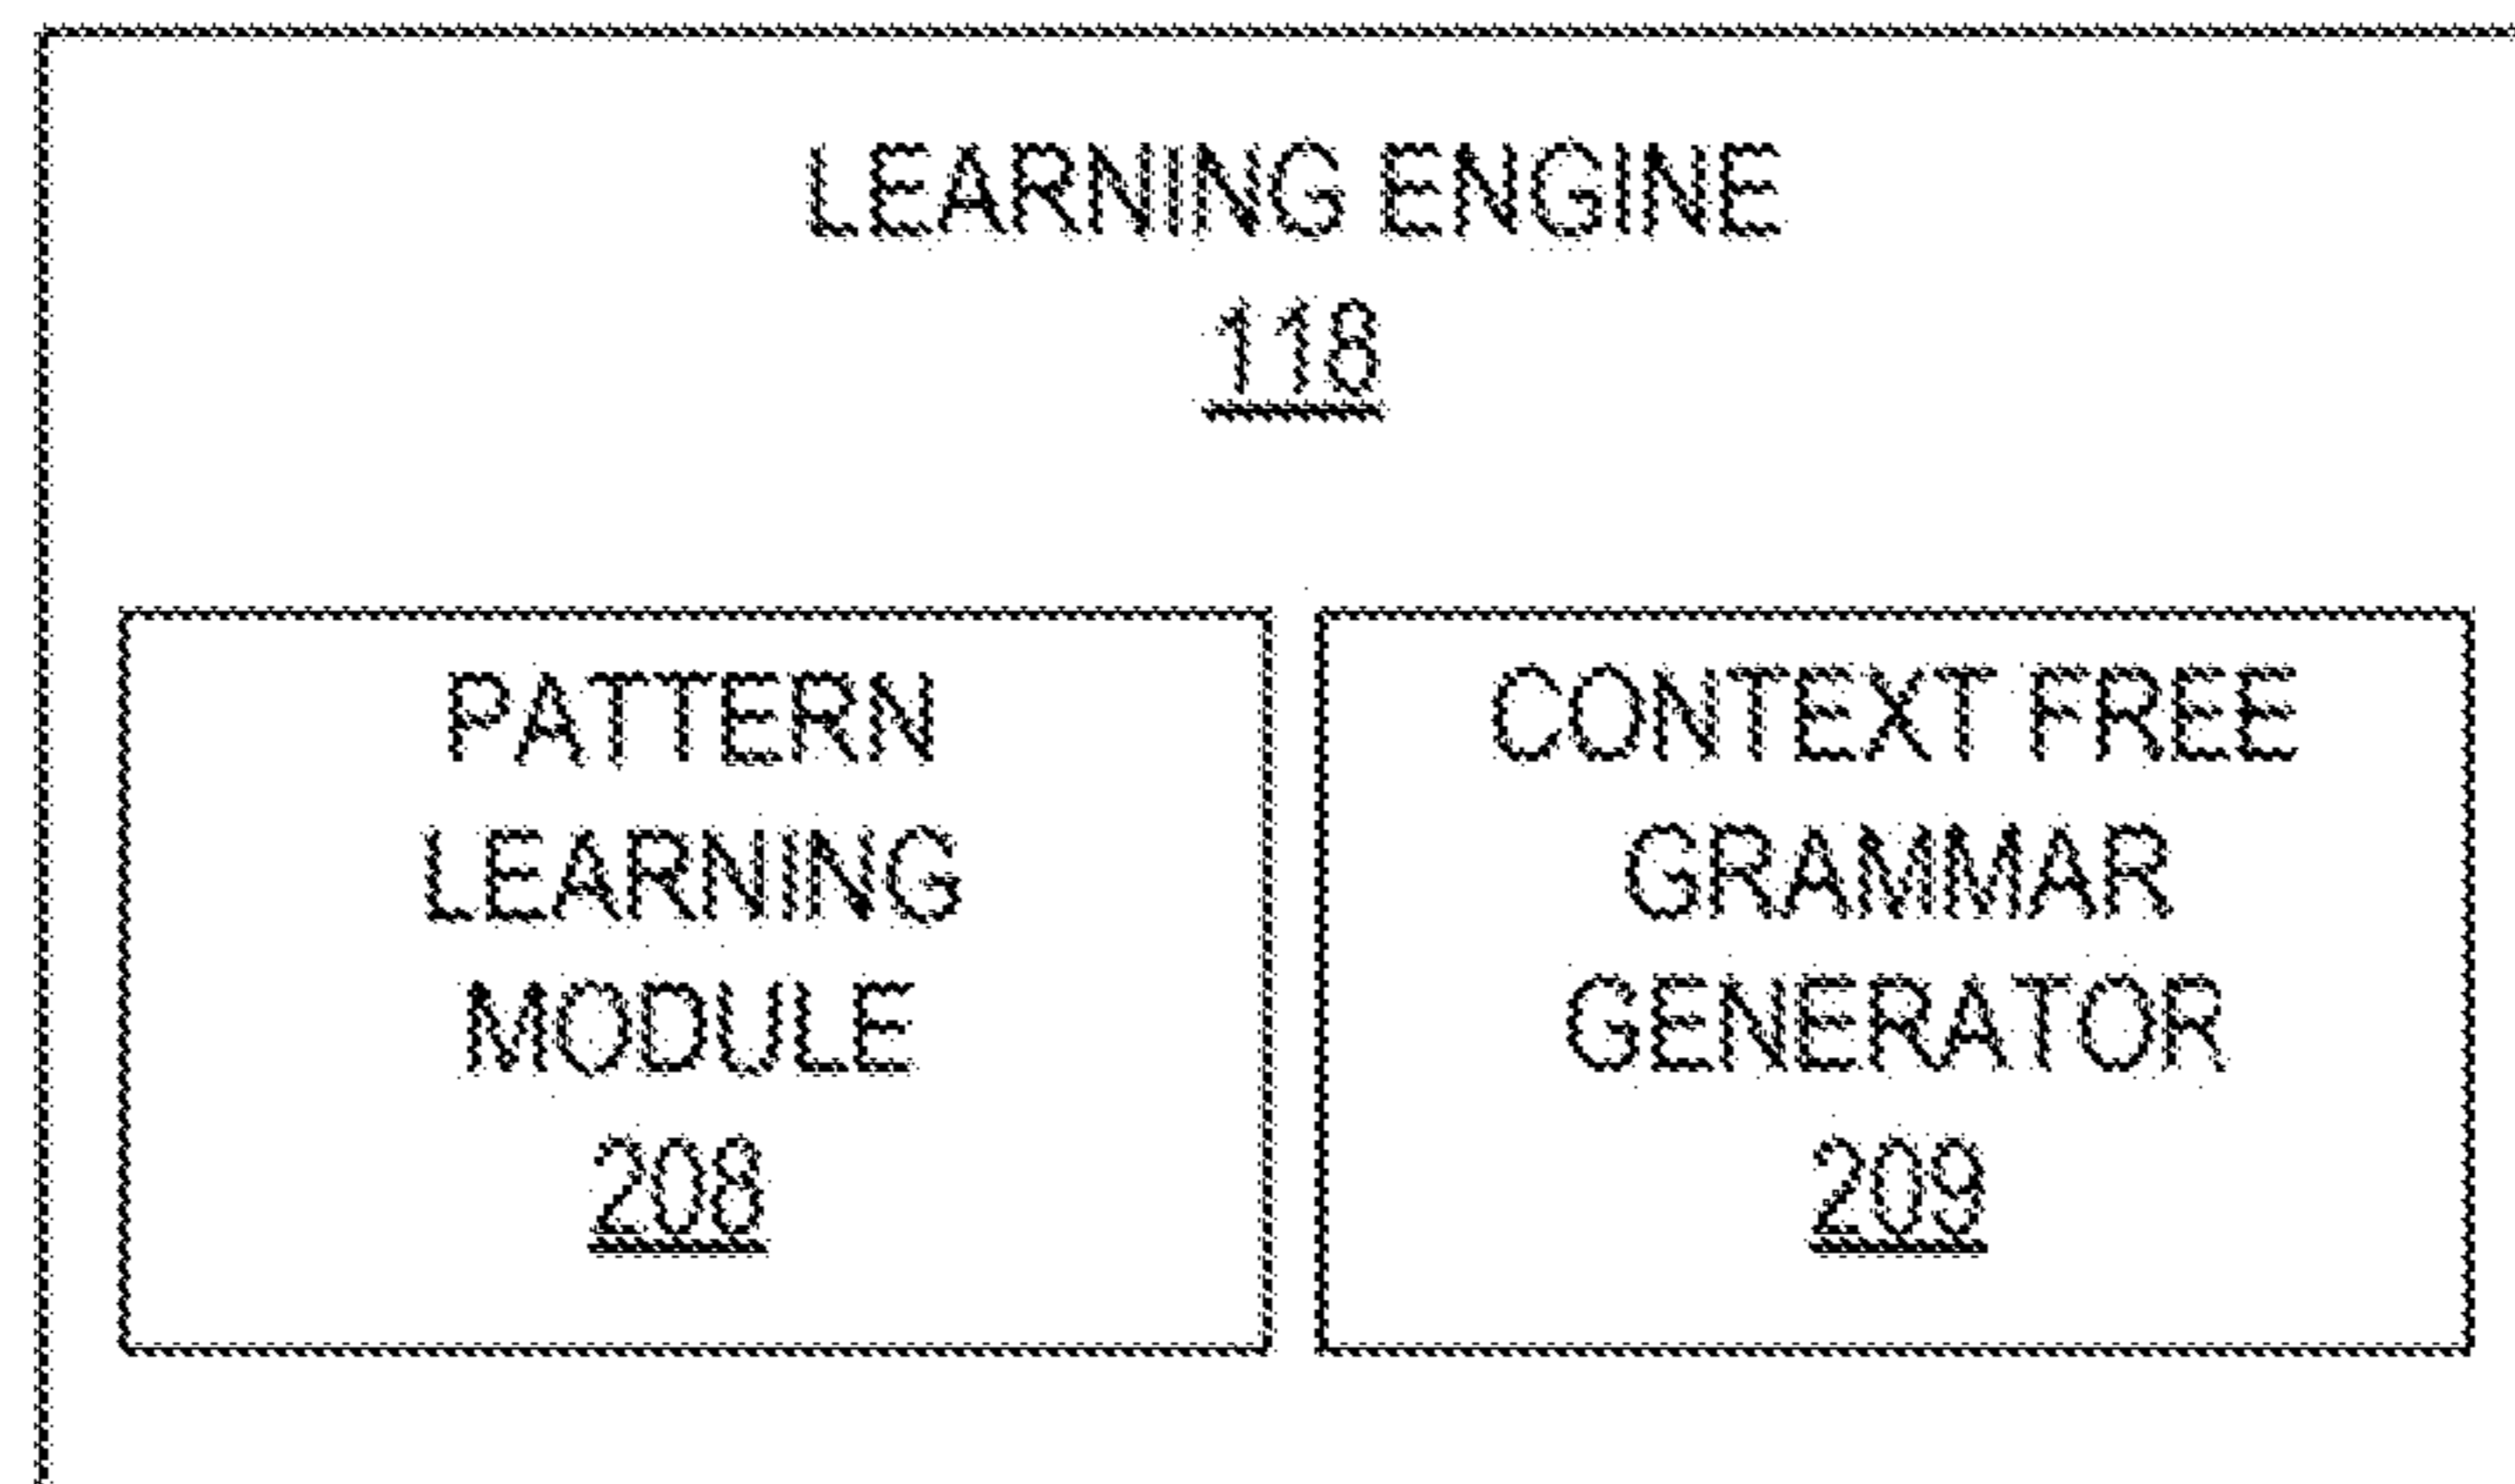 LEARNING ENGINE
118
PATTERN
LEARNING
MODULE
208
CONTEXT FREE
GRAMMAR
GENERATOR
209